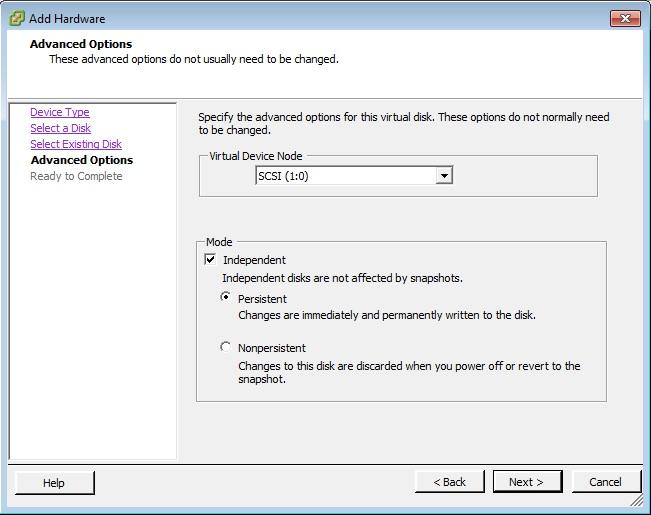 Add Hardware
Advanced Options
These advanced options do not usually need to be changed.
Device Type
Select a Disk
Select Existing Disk
Advanced Options
Ready to Complete
Specify the advanced options for this virtual disk. These options do not normally need
to be changed.
Virtual Device Node
SCSI (1:0)
Mode
Independent
Independent disks are not affected by snapshots.
Persistent
Changes are immediately and permanently written to the disk.
Nonpersistent
Changes to this disk are discarded when you power off or revert to the
snapshot.
Help
< Back
Next >
Cancel